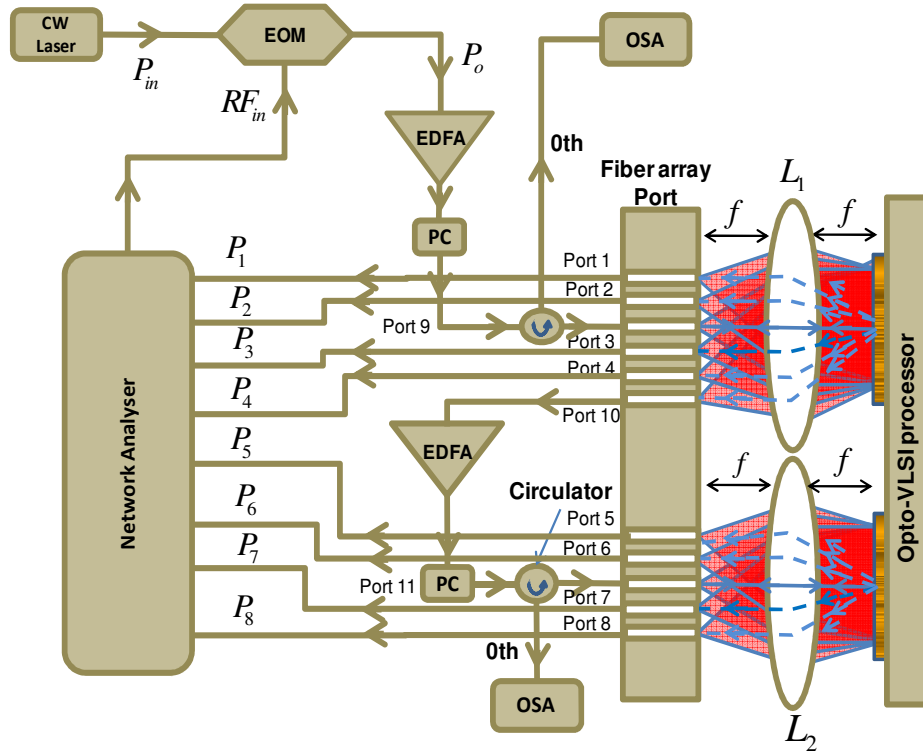 CW
Laser
EOM
OSA
P_in
P_o
RF_in
EDFA
0th
Fiber array
Port
L_1
f
f
PC
Port 1
Port 2
Port 9
Port 3
Port 4
Port 10
P_1
P_2
P_3
P_4
P_5
P_6
P_7
P_8
Network Analyser
EDFA
Circulator
f
f
Port 5
Port 6
Port 11
PC
Port 7
Port 8
0th
OSA
L_2
Opto-VLSI processor